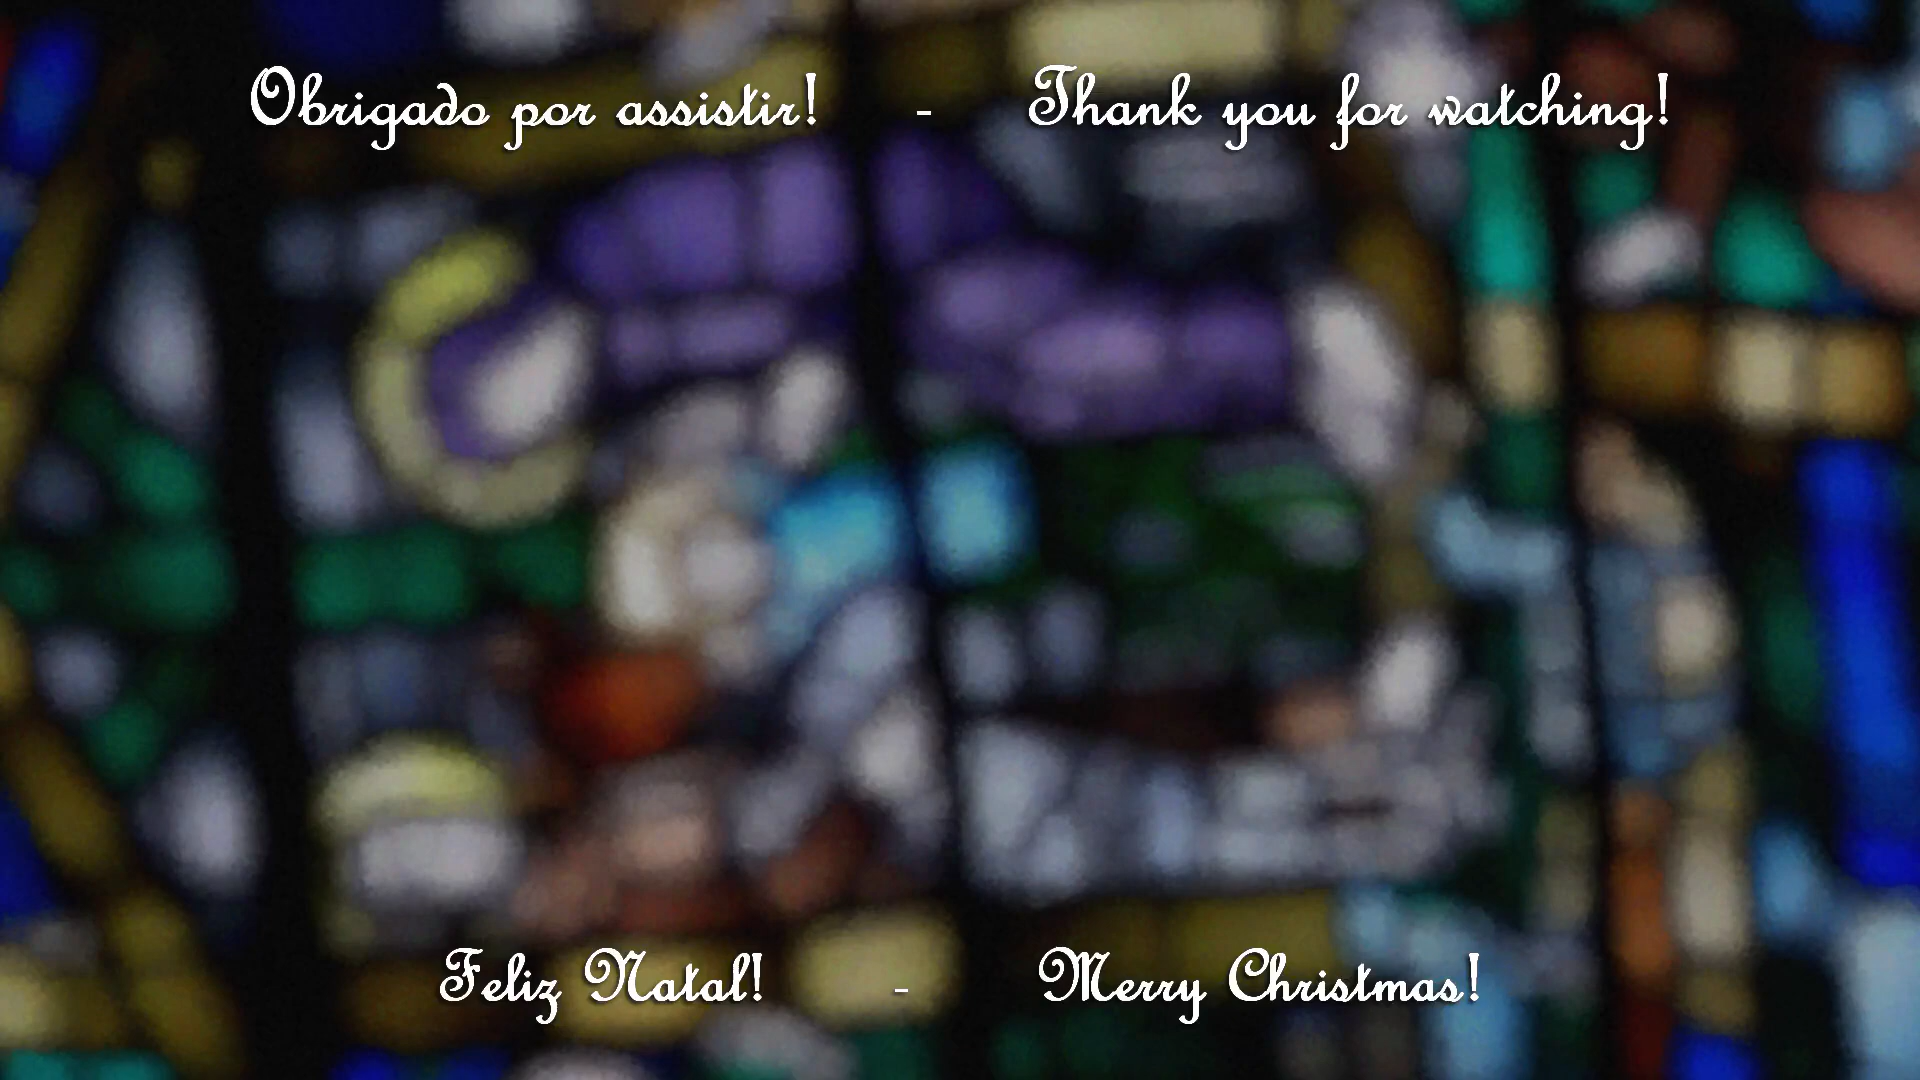 Obrigado por assistir! - Thank you for watching!
Feliz Natal! - Merry Christmas!